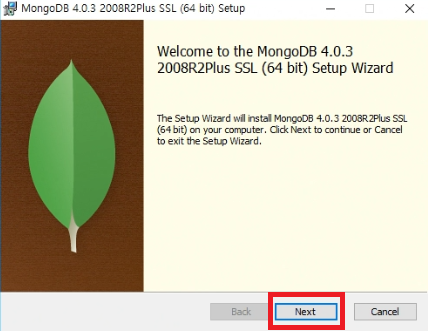 MongoDB 4.0.3 2008R2Plus SSL (64 bit) Setup
Welcome to the MongoDB 4.0.3
2008R2Plus SSL (64 bit) Setup Wizard
The Setup Wizard will install MongoDB 4.0.3 2008R2Plus SSL
(64 bit) on your computer. Click Next to continue or Cancel
to exit the Setup Wizard.
Back Next Cancel